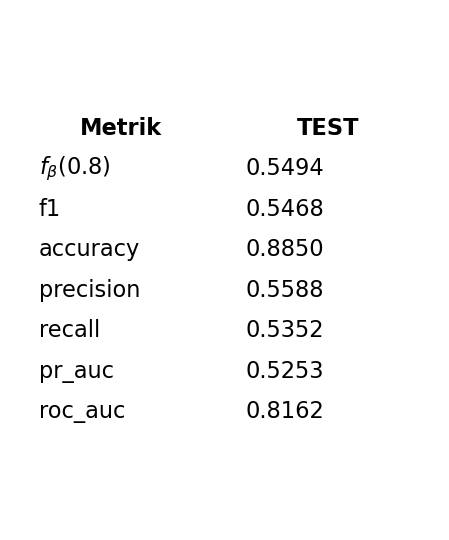 Metrik TEST
fβ(0.8) 0.5494
f1 0.5468
accuracy 0.8850
precision 0.5588
recall 0.5352
pr_auc 0.5253
roc_auc 0.8162